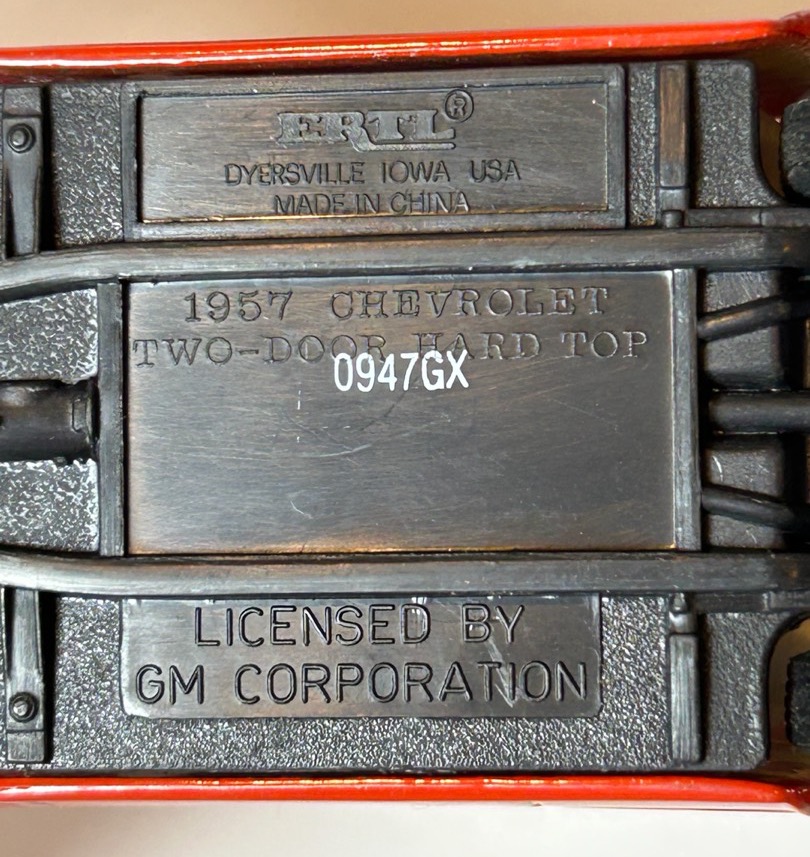 ERTL®
DYERSVILLE IOWA USA
MADE IN CHINA
1957 CHEVROLET
TWO-DOOR HARD TOP
0947GX
LICENSED BY
GM CORPORATION